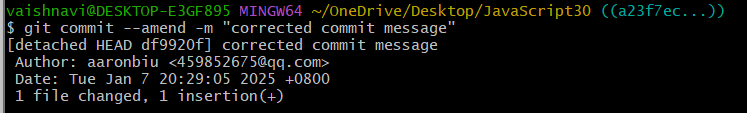 vaishnavi@DESKTOP-E3GF895 MINGW64 ~/OneDrive/Desktop/JavaScript30 ((a23f7ec...))
$ git commit --amend -m "corrected commit message"
[detached HEAD df9920f] corrected commit message
Author: aaronbiu <459852675@qq.com>
Date: Tue Jan 7 20:29:05 2025 +0800
1 file changed, 1 insertion(+)